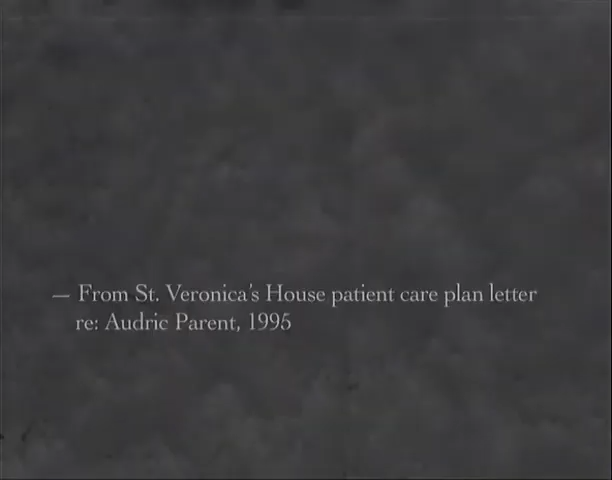 — From St. Veronica's House patient care plan letter
re: Audric Parent, 1995